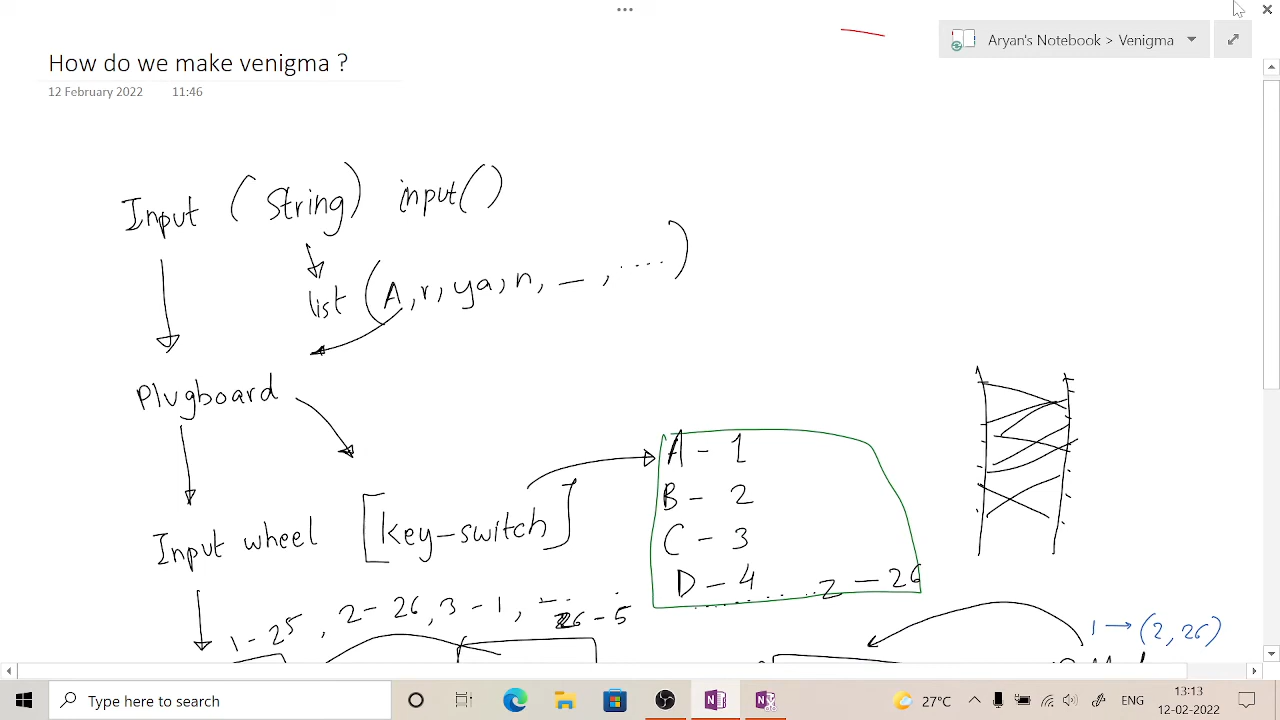 Aryan's Notebook > Venigma
How do we make venigma ?
12 February 2022 11:46
Input (String) input()
list (A, r, ya, n, _ , .....)
Plugboard
A - 1
B - 2
Input wheel [key-switch]
C - 3
D - 4 ....... Z - 26
1 - 25, 2 - 26, 3 - 1, ... 26 - 5
1 → (2, 26)
Type here to search
27°C ENG 13:13
12-02-2022